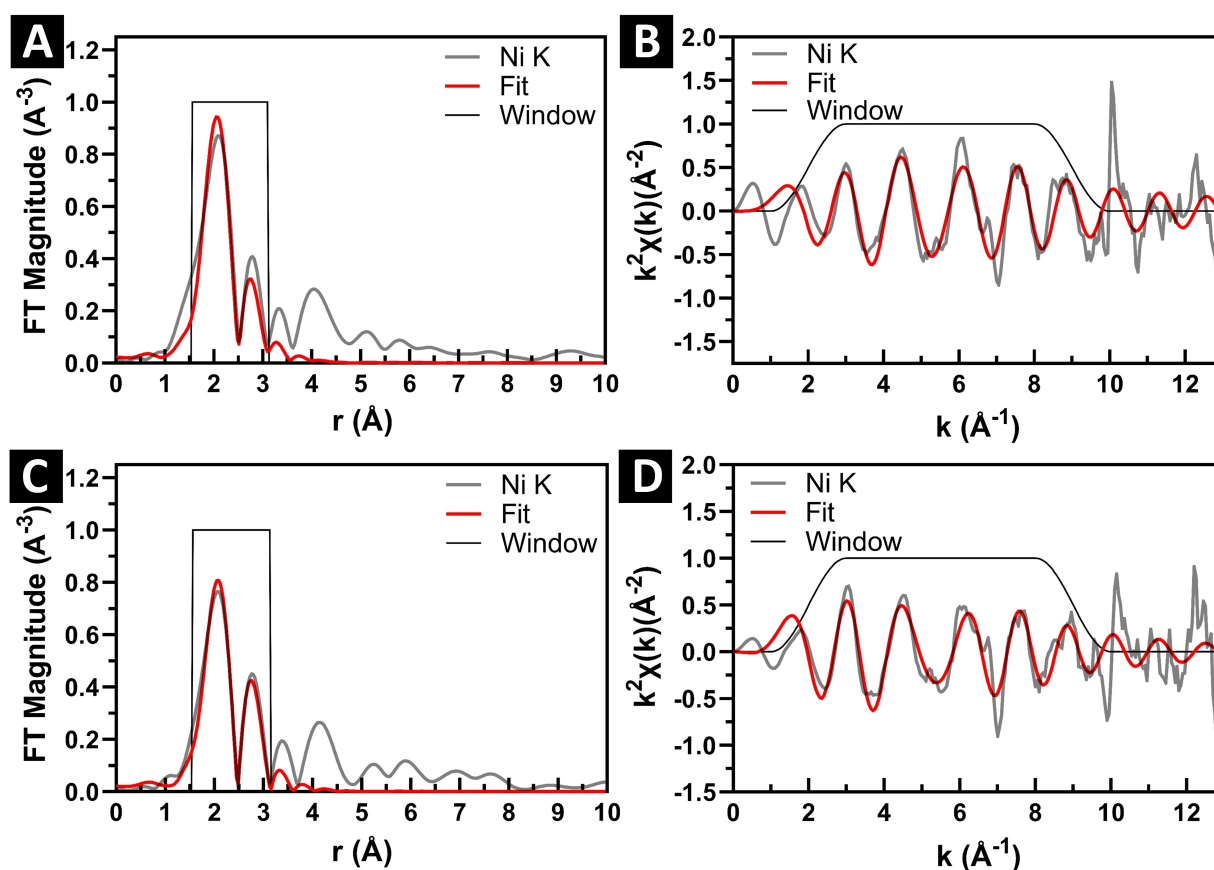 A
FT Magnitude (A⁻³)
1.2
1.0
0.8
0.6
0.4
0.2
0.0
0 1 2 3 4 5 6 7 8 9 10
r (Å)
Ni K
Fit
Window
B
k²χ(k)(Å⁻²)
2.0
1.5
1.0
0.5
0.0
-0.5
-1.0
-1.5
0 2 4 6 8 10 12
k (Å⁻¹)
Ni K
Fit
Window
C
FT Magnitude (A⁻³)
1.2
1.0
0.8
0.6
0.4
0.2
0.0
0 1 2 3 4 5 6 7 8 9 10
r (Å)
Ni K
Fit
Window
D
k²χ(k)(Å⁻²)
2.0
1.5
1.0
0.5
0.0
-0.5
-1.0
-1.5
0 2 4 6 8 10 12
k (Å⁻¹)
Ni K
Fit
Window